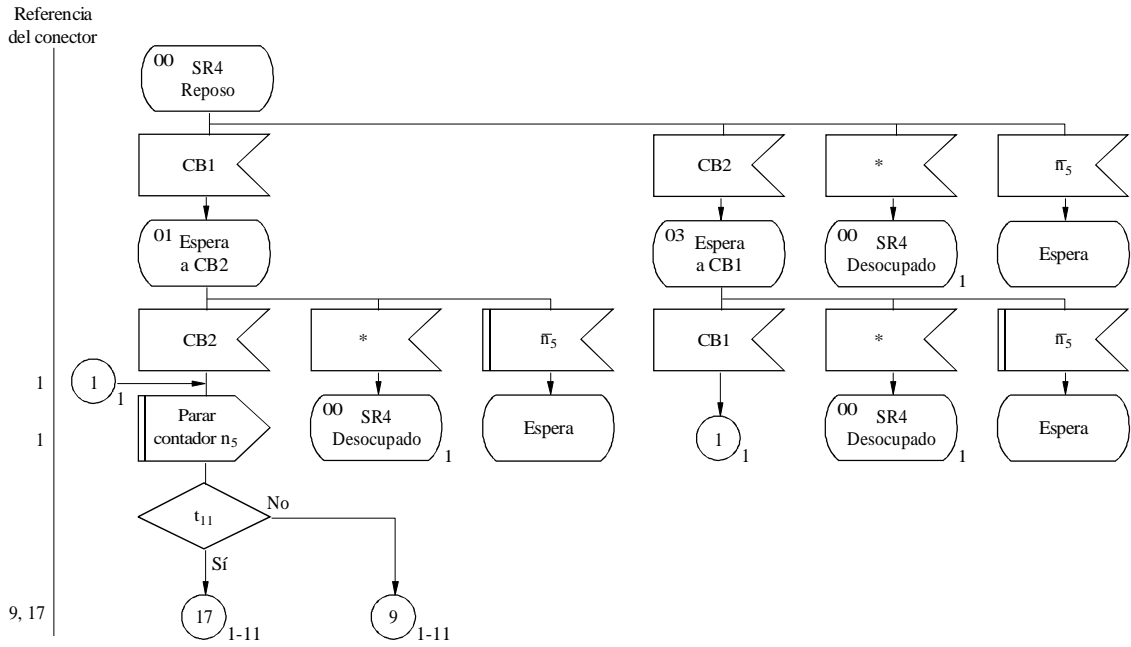 Referencia
del conector
00
SR4
Reposo
CB1
CB2
*
n̅5
01
Espera
a CB2
03
Espera
a CB1
00
SR4
Desocupado
1
Espera
CB2
*
n̅5
CB1
*
n̅5
1
1
1
Parar
contador n5
00
SR4
Desocupado
1
Espera
1
1
00
SR4
Desocupado
1
Espera
1
t11
No
Sí
9, 17
17
1-11
9
1-11